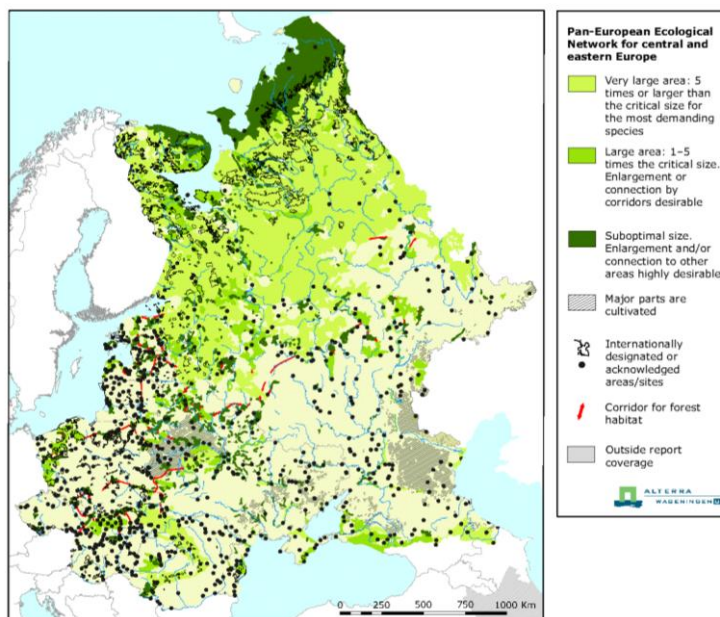 Pan-European Ecological
Network for central and
eastern Europe
Very large area: 5
times or larger than
the critical size for
the most demanding
species
Large area: 1–5
times the critical size.
Enlargement or
connection by
corridors desirable
Suboptimal size.
Enlargement and/or
connection to other
areas highly desirable
Major parts are
cultivated
Internationally
designated or
acknowledged
areas/sites
Corridor for forest
habitat
Outside report
coverage
ALTERRA
WAGENINGEN U
0 250 500 750 1000 Km